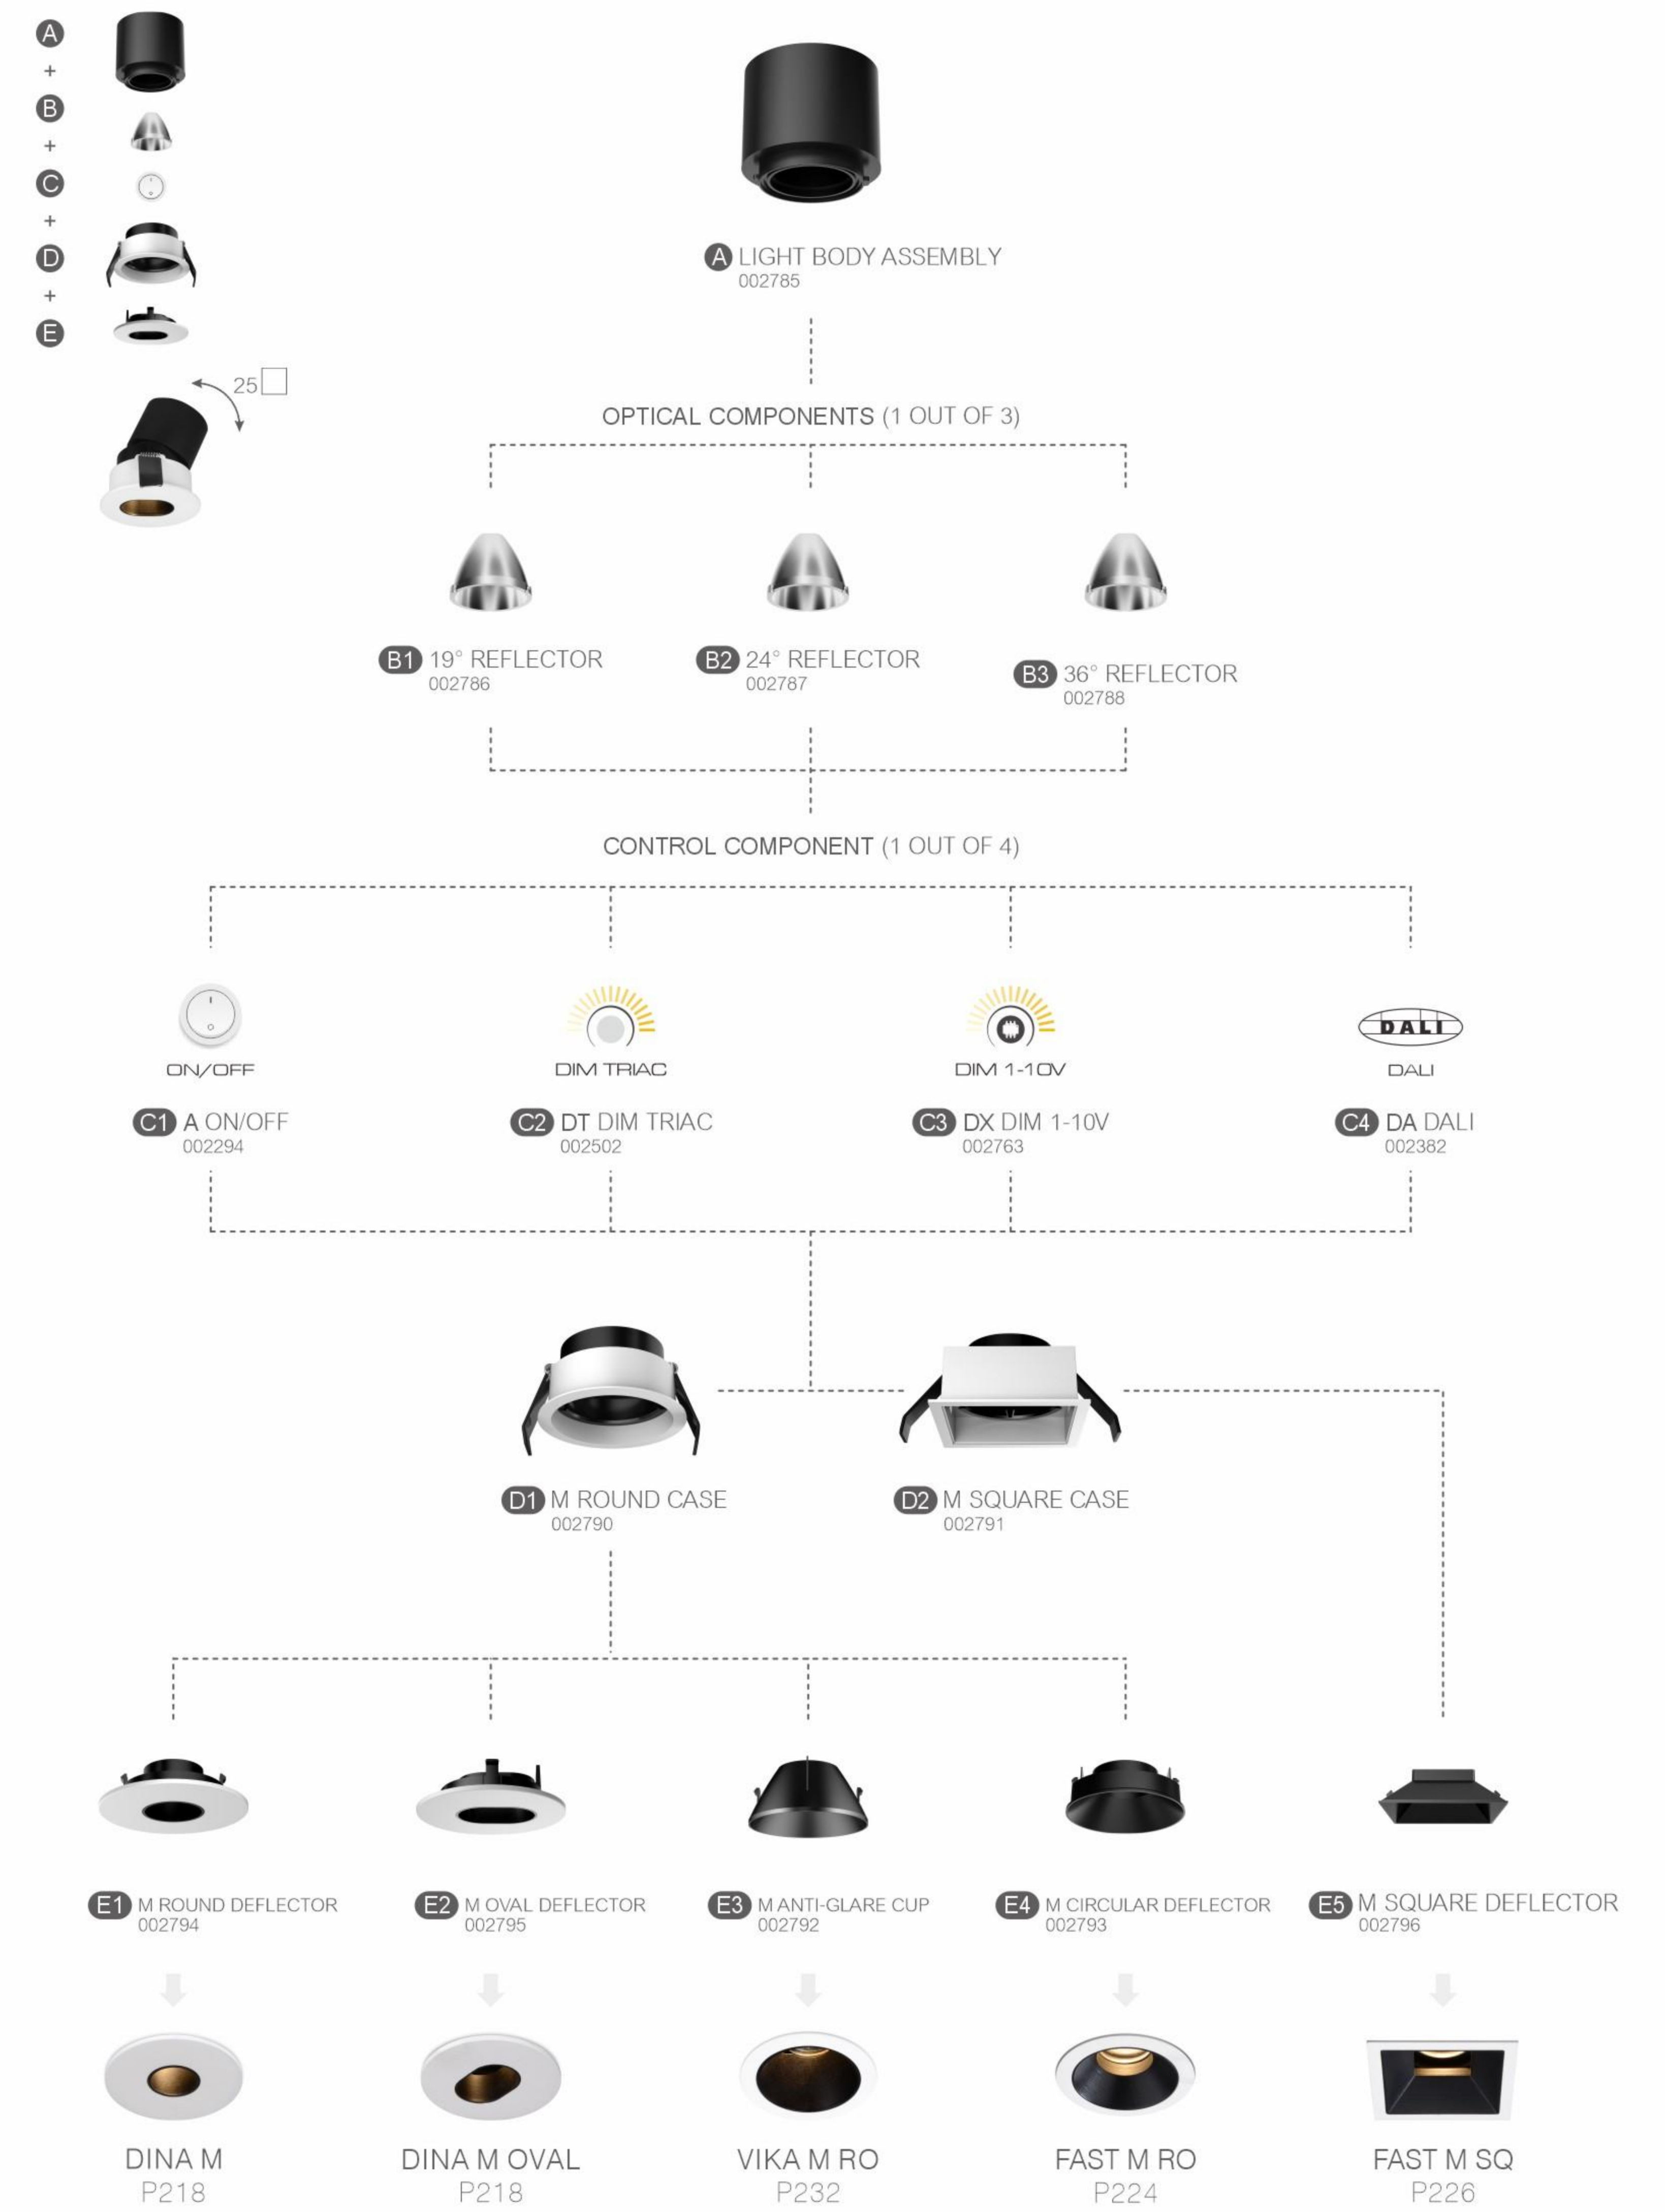 A
+
B
+
C
+
D
+
E
25□
A LIGHT BODY ASSEMBLY
002785
OPTICAL COMPONENTS (1 OUT OF 3)
B1 19° REFLECTOR
002786
B2 24° REFLECTOR
002787
B3 36° REFLECTOR
002788
CONTROL COMPONENT (1 OUT OF 4)
ON/OFF
DIM TRIAC
DIM 1-10V
DALI
DALI
C1 A ON/OFF
002294
C2 DT DIM TRIAC
002502
C3 DX DIM 1-10V
002763
C4 DA DALI
002382
D1 M ROUND CASE
002790
D2 M SQUARE CASE
002791
E1 M ROUND DEFLECTOR
002794
E2 M OVAL DEFLECTOR
002795
E3 M ANTI-GLARE CUP
002792
E4 M CIRCULAR DEFLECTOR
002793
E5 M SQUARE DEFLECTOR
002796
DINA M
P218
DINA M OVAL
P218
VIKA M RO
P232
FAST M RO
P224
FAST M SQ
P226